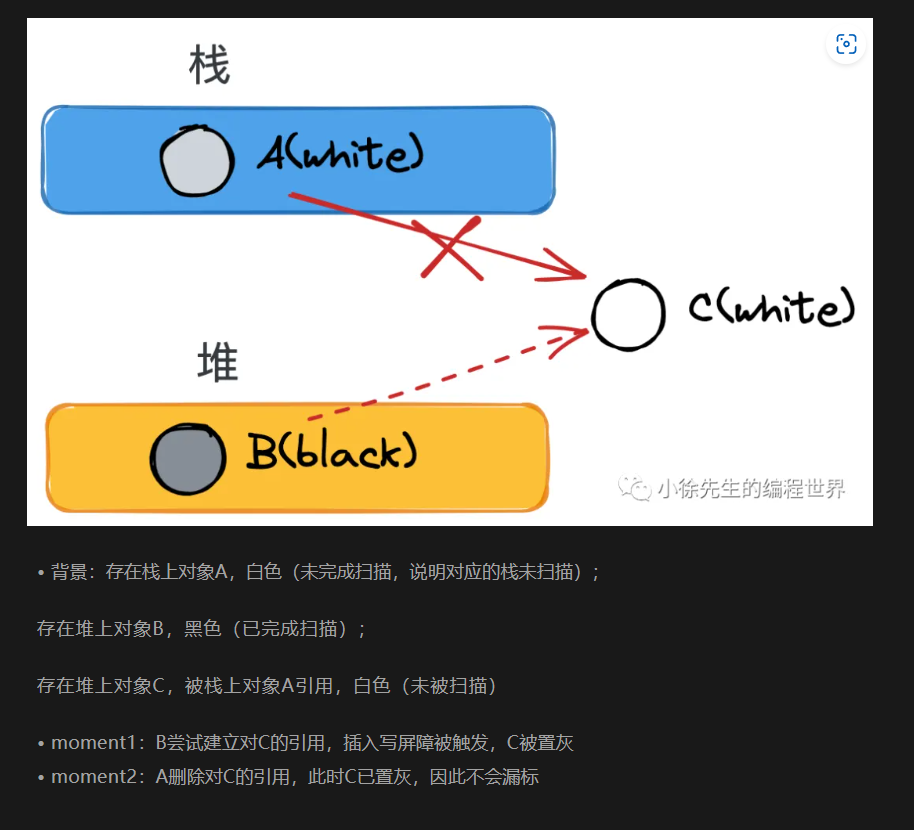 栈
A(white)
C(white)
堆
B(black)
小徐先生的编程世界
• 背景：存在栈上对象A，白色（未完成扫描，说明对应的栈未扫描）；
存在堆上对象B，黑色（已完成扫描）；
存在堆上对象C，被栈上对象A引用，白色（未被扫描）
• moment1：B尝试建立对C的引用，插入写屏障被触发，C被置灰
• moment2：A删除对C的引用，此时C已置灰，因此不会漏标